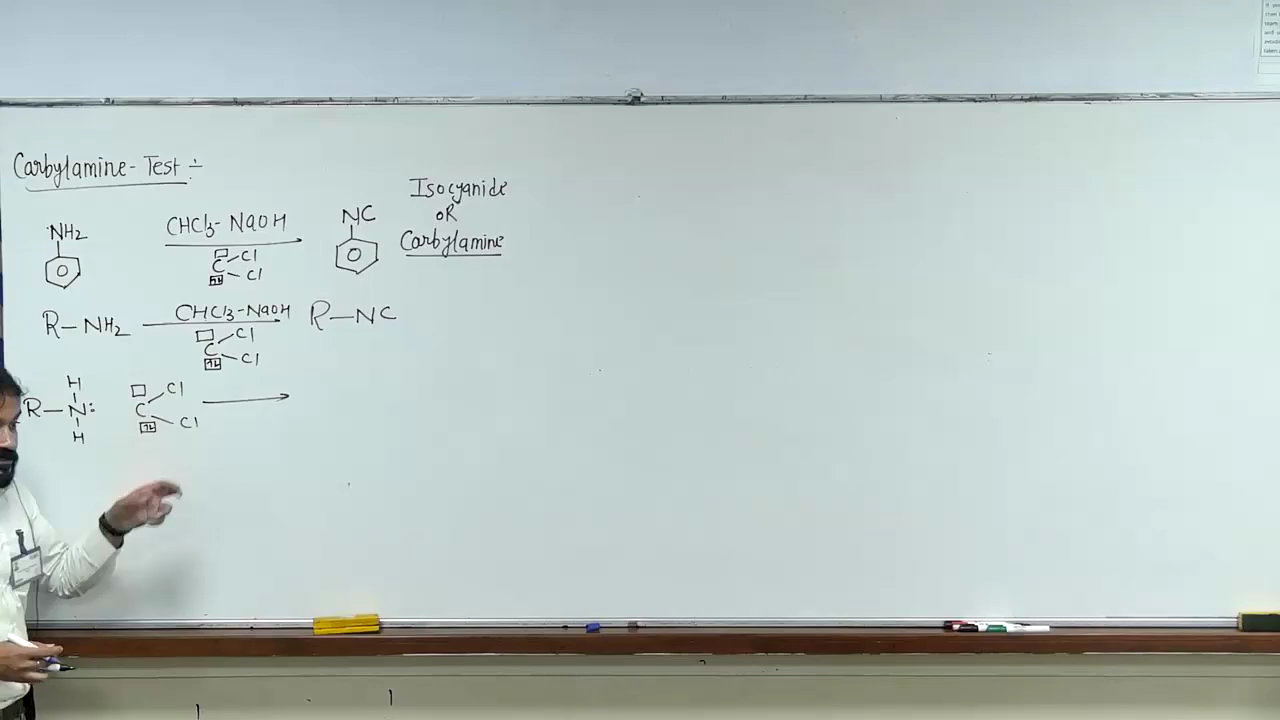 Carbylamine-Test ÷
Isocyanide
OR
Carbylamine
NH2
CHCl3-NaOH
C
Cl
Cl
NC
R-NH2
CHCl3-NaOH
C
Cl
Cl
R-NC
H
R-N:
H
C
Cl
Cl